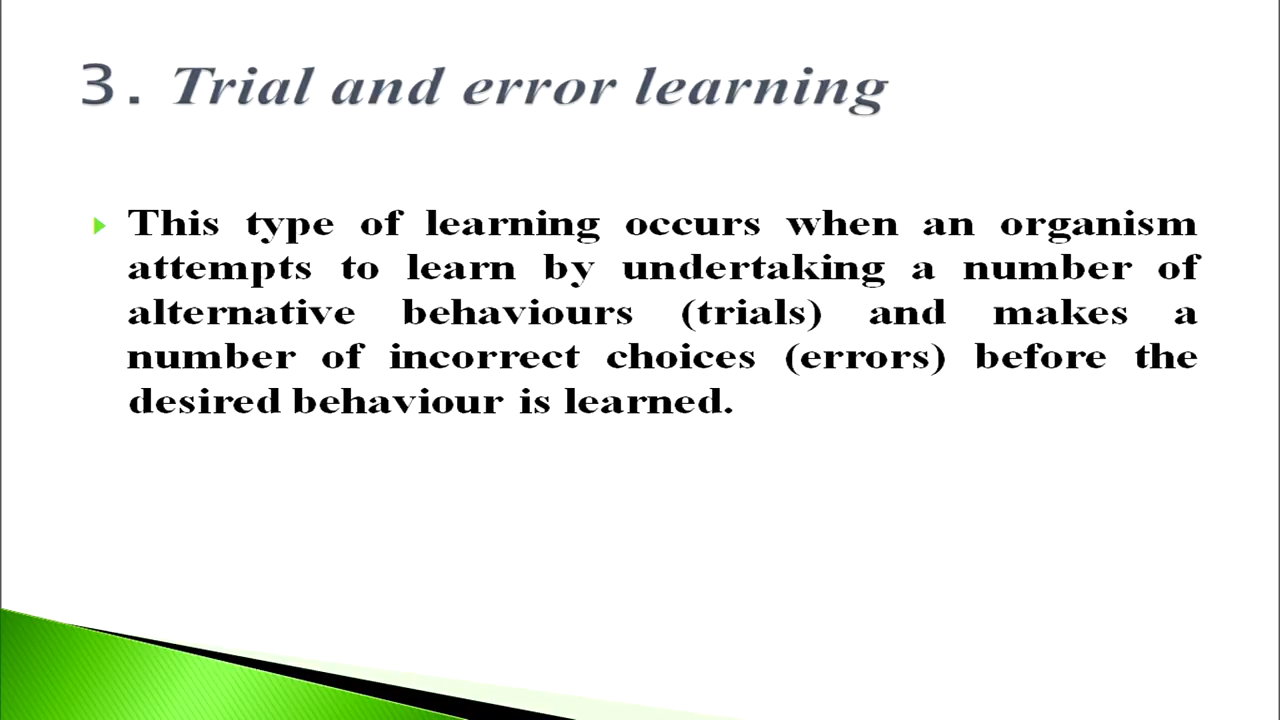 3. Trial and error learning
This type of learning occurs when an organism
attempts to learn by undertaking a number of
alternative behaviours (trials) and makes a
number of incorrect choices (errors) before the
desired behaviour is learned.